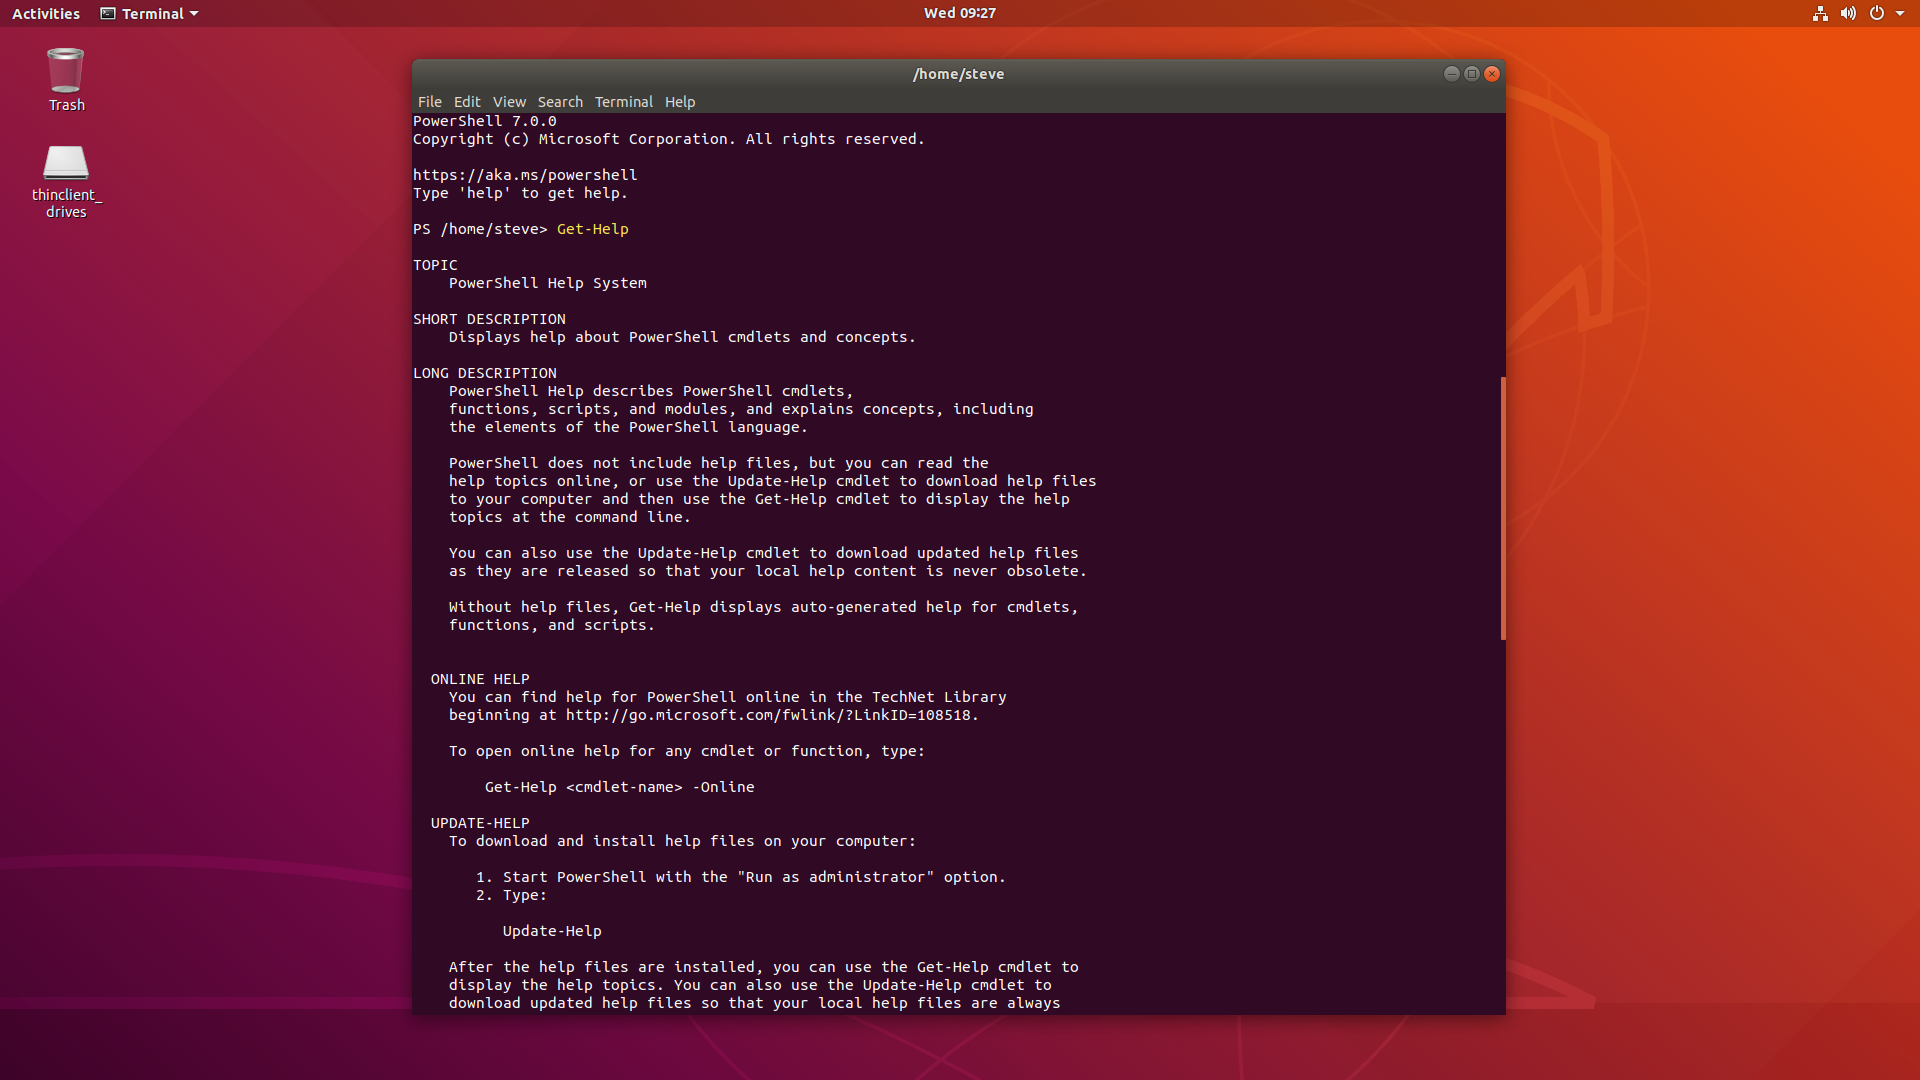 Activities Terminal Wed 09:27
Trash
thinclient_
drives
/home/steve
File Edit View Search Terminal Help
PowerShell 7.0.0
Copyright (c) Microsoft Corporation. All rights reserved.
https://aka.ms/powershell
Type 'help' to get help.
PS /home/steve> Get-Help
TOPIC
PowerShell Help System
SHORT DESCRIPTION
Displays help about PowerShell cmdlets and concepts.
LONG DESCRIPTION
PowerShell Help describes PowerShell cmdlets,
functions, scripts, and modules, and explains concepts, including
the elements of the PowerShell language.
PowerShell does not include help files, but you can read the
help topics online, or use the Update-Help cmdlet to download help files
to your computer and then use the Get-Help cmdlet to display the help
topics at the command line.
You can also use the Update-Help cmdlet to download updated help files
as they are released so that your local help content is never obsolete.
Without help files, Get-Help displays auto-generated help for cmdlets,
functions, and scripts.
ONLINE HELP
You can find help for PowerShell online in the TechNet Library
beginning at http://go.microsoft.com/fwlink/?LinkID=108518.
To open online help for any cmdlet or function, type:
Get-Help <cmdlet-name> -Online
UPDATE-HELP
To download and install help files on your computer:
1. Start PowerShell with the "Run as administrator" option.
2. Type:
Update-Help
After the help files are installed, you can use the Get-Help cmdlet to
display the help topics. You can also use the Update-Help cmdlet to
download updated help files so that your local help files are always